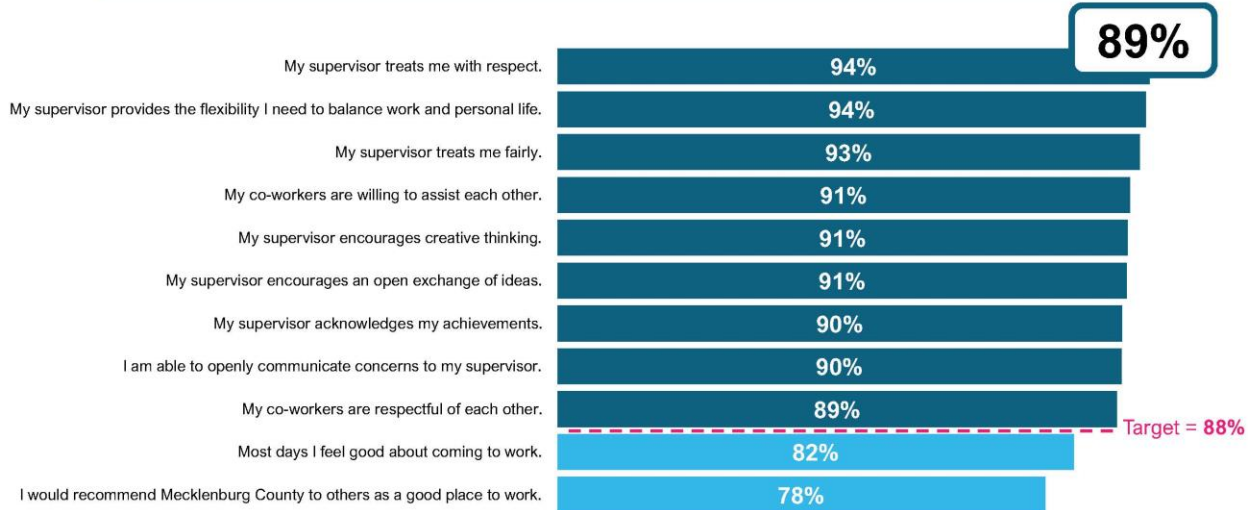 89%
My supervisor treats me with respect. 94%
My supervisor provides the flexibility I need to balance work and personal life. 94%
My supervisor treats me fairly. 93%
My co-workers are willing to assist each other. 91%
My supervisor encourages creative thinking. 91%
My supervisor encourages an open exchange of ideas. 91%
My supervisor acknowledges my achievements. 90%
I am able to openly communicate concerns to my supervisor. 90%
My co-workers are respectful of each other. 89%
Target = 88%
Most days I feel good about coming to work. 82%
I would recommend Mecklenburg County to others as a good place to work. 78%